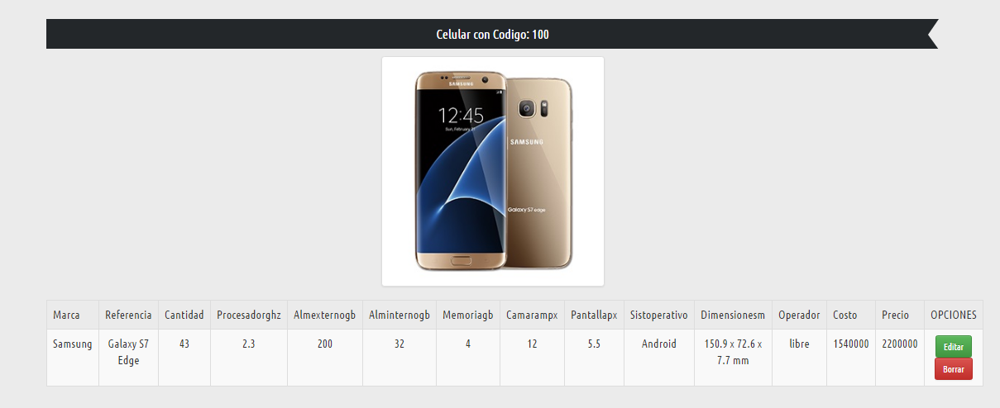 Celular con Codigo: 100
SAMSUNG
12:45
Sun, February
SAMSUNG
Galaxy S7 edge
Marca Referencia Cantidad Procesadorghz Almexternogb Alminternogb Memoriagb Camarampx Pantallapx Sistoperativo Dimensionesm Operador Costo Precio OPCIONES
Samsung Galaxy S7 43 2.3 200 32 4 12 5.5 Android 150.9 x 72.6 x libre 1540000 2200000 Editar
Edge 7.7 mm
Borrar